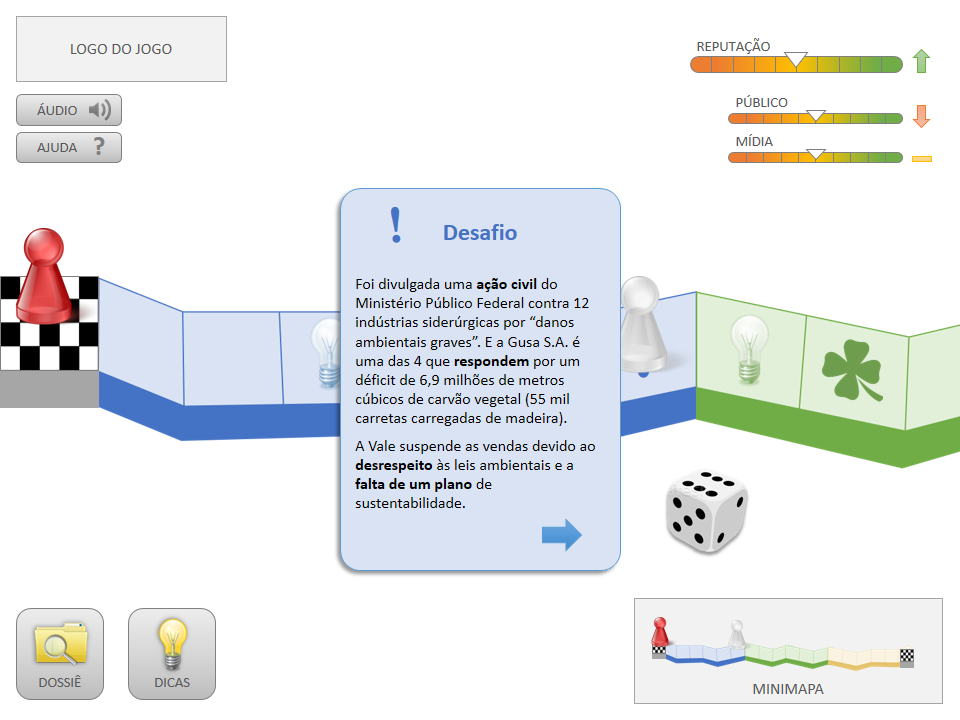 LOGO DO JOGO
ÁUDIO
AJUDA ?
REPUTAÇÃO
PÚBLICO
MÍDIA
! Desafio
Foi divulgada uma ação civil do
Ministério Público Federal contra 12
indústrias siderúrgicas por “danos
ambientais graves”. E a Gusa S.A. é
uma das 4 que respondem por um
déficit de 6,9 milhões de metros
cúbicos de carvão vegetal (55 mil
carretas carregadas de madeira).
A Vale suspende as vendas devido ao
desrespeito às leis ambientais e a
falta de um plano de
sustentabilidade.
DOSSIÊ
DICAS
MINIMAPA